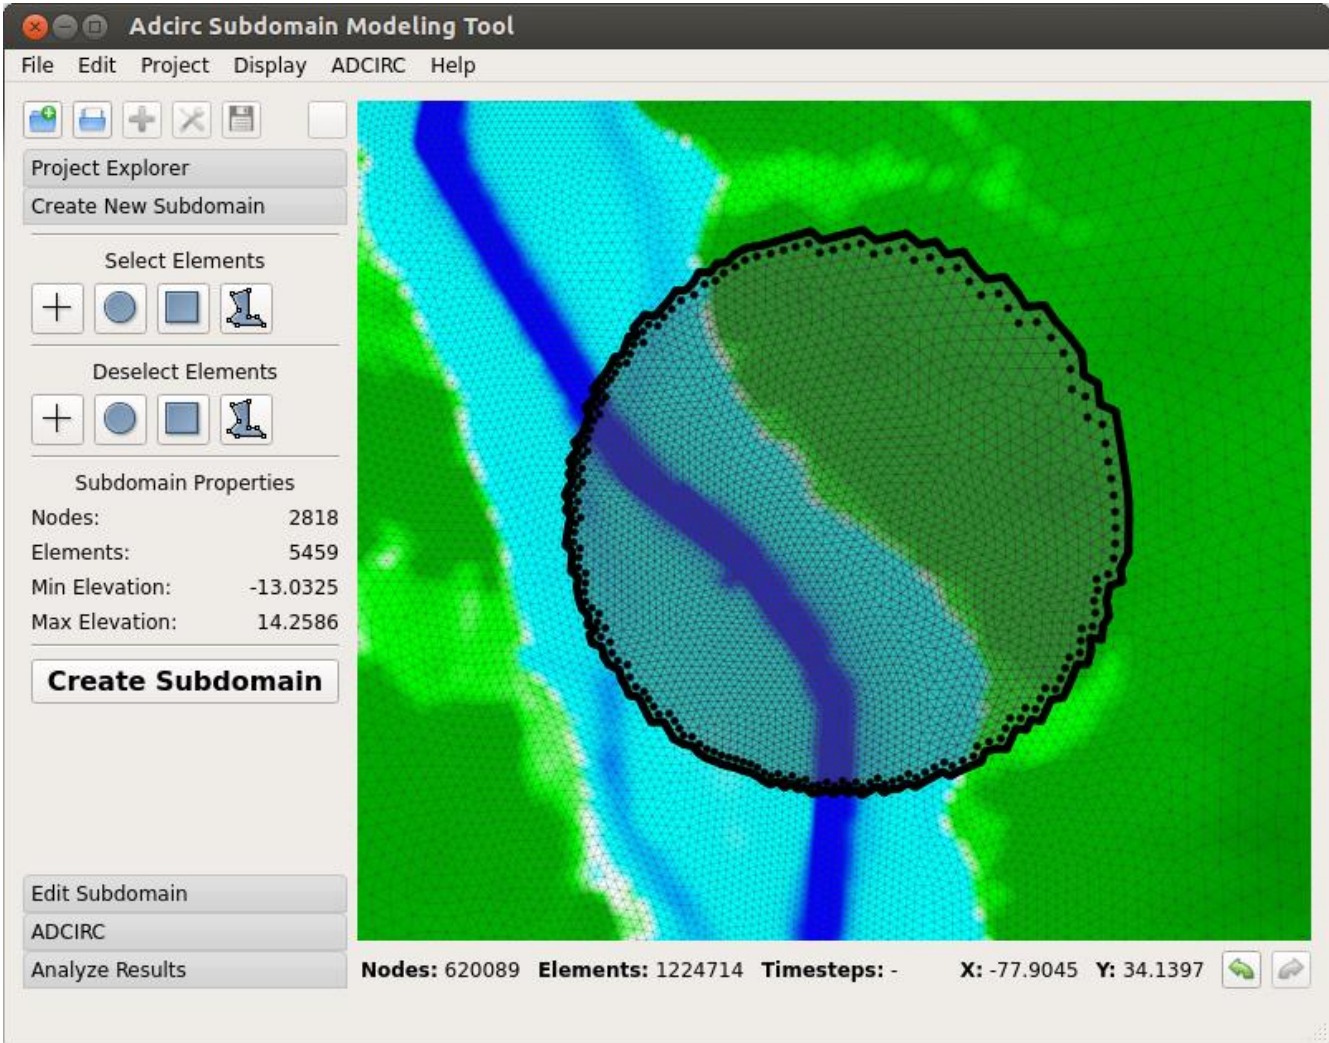 Adcirc Subdomain Modeling Tool
File Edit Project Display ADCIRC Help
Project Explorer
Create New Subdomain
Select Elements
Deselect Elements
Subdomain Properties
Nodes: 2818
Elements: 5459
Min Elevation: -13.0325
Max Elevation: 14.2586
Create Subdomain
Edit Subdomain
ADCIRC
Analyze Results
Nodes: 620089 Elements: 1224714 Timesteps: - X: -77.9045 Y: 34.1397